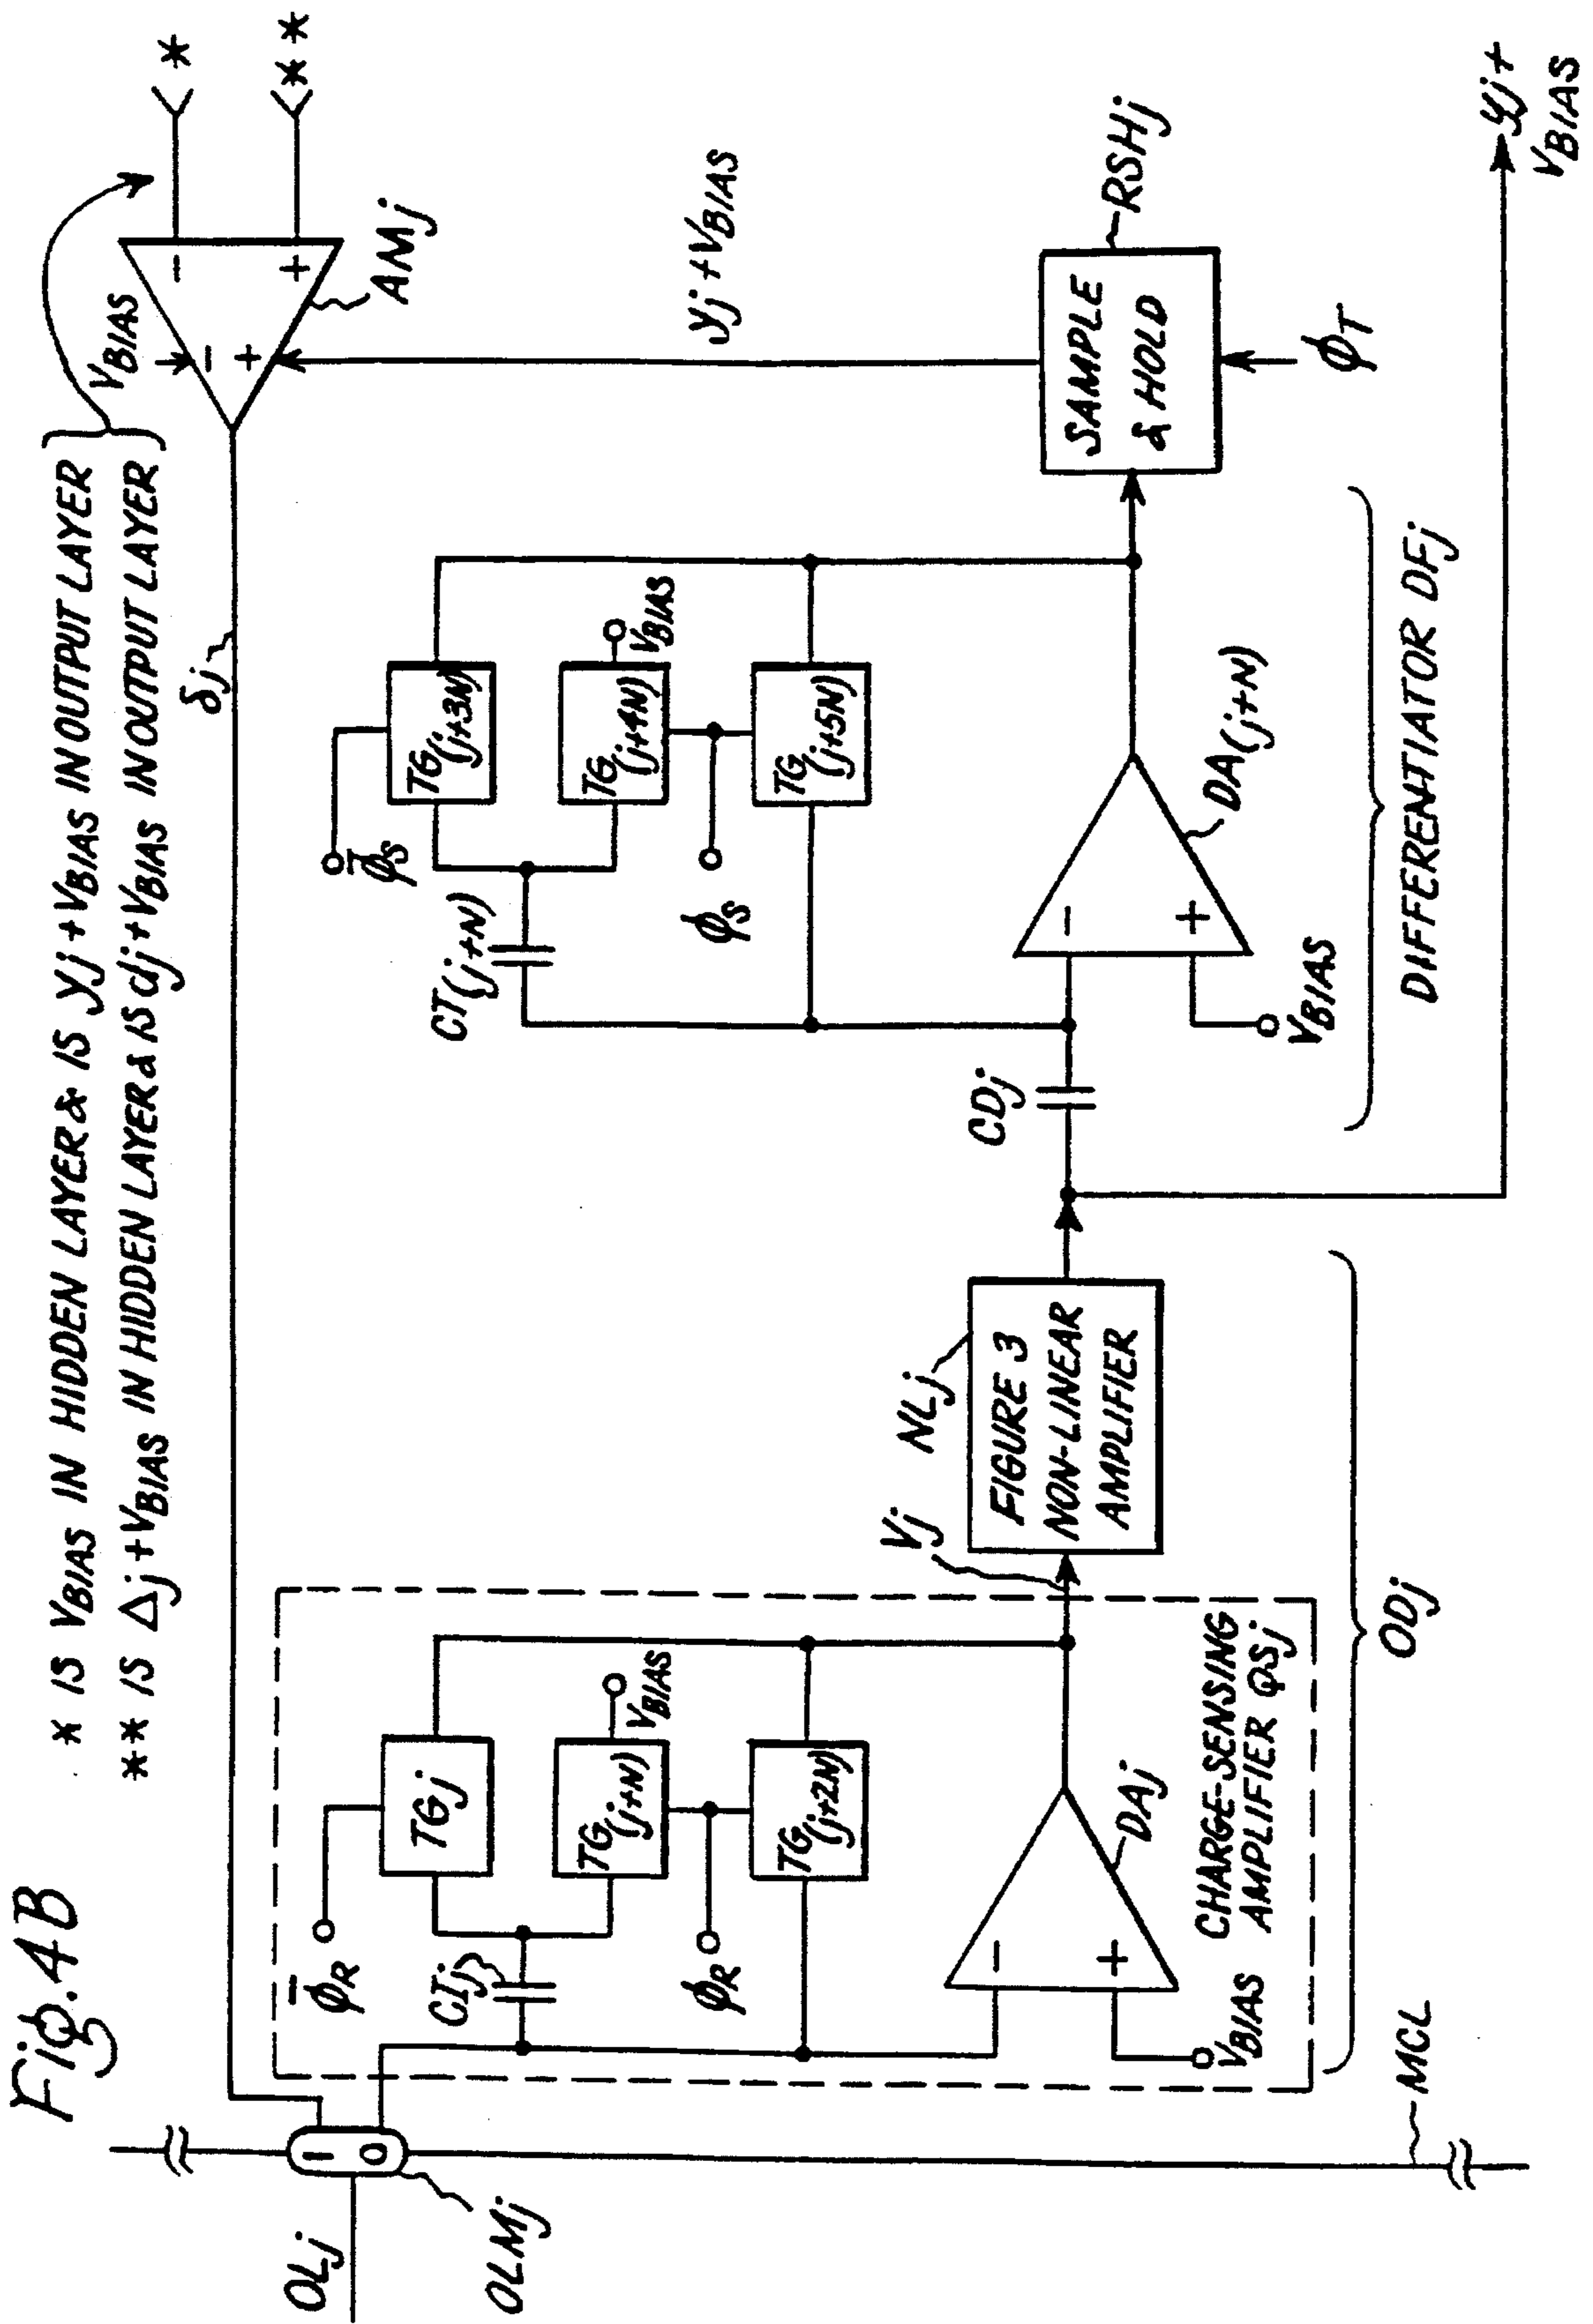 Fig. 4B
* IS VBIAS IN HIDDEN LAYER & IS yj + VBIAS IN OUTPUT LAYER
** IS Δj + VBIAS IN HIDDEN LAYER & IS dj + VBIAS IN OUTPUT LAYER
VBIAS
*
**
−
+
−
+
AMj
δj
OLj
1
0
OLMj
MCL
φ̅R
TGj
CIj
TG(j+N)
VBIAS
φR
TG(j+2N)
−
+
DAj
VBIAS
CHARGE-SENSING
AMPLIFIER QSj
ODj
Vj
NLj
FIGURE 3
NON-LINEAR
AMPLIFIER
CDj
φ̅S
TG(j+3N)
CT(j+N)
TG(j+4N)
VBIAS
φS
TG(j+5N)
−
+
DA(j+N)
VBIAS
DIFFERENTIATOR DFj
yj + VBIAS
SAMPLE
& HOLD
RSHj
φT
yj +
VBIAS